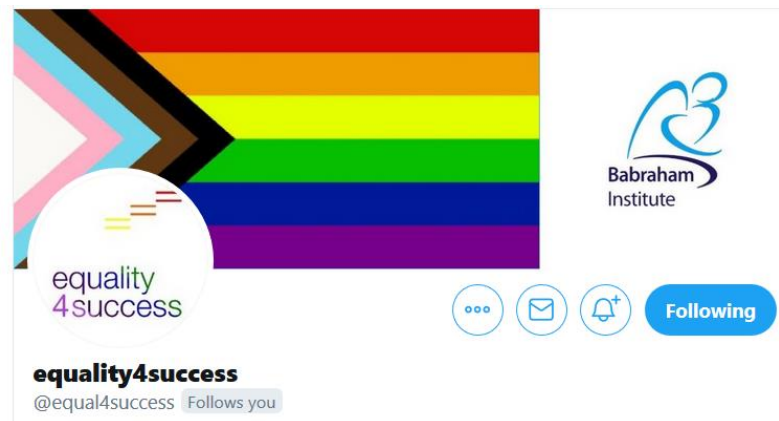 Babraham
Institute
equality
4success
Following
equality4success
@equal4success Follows you